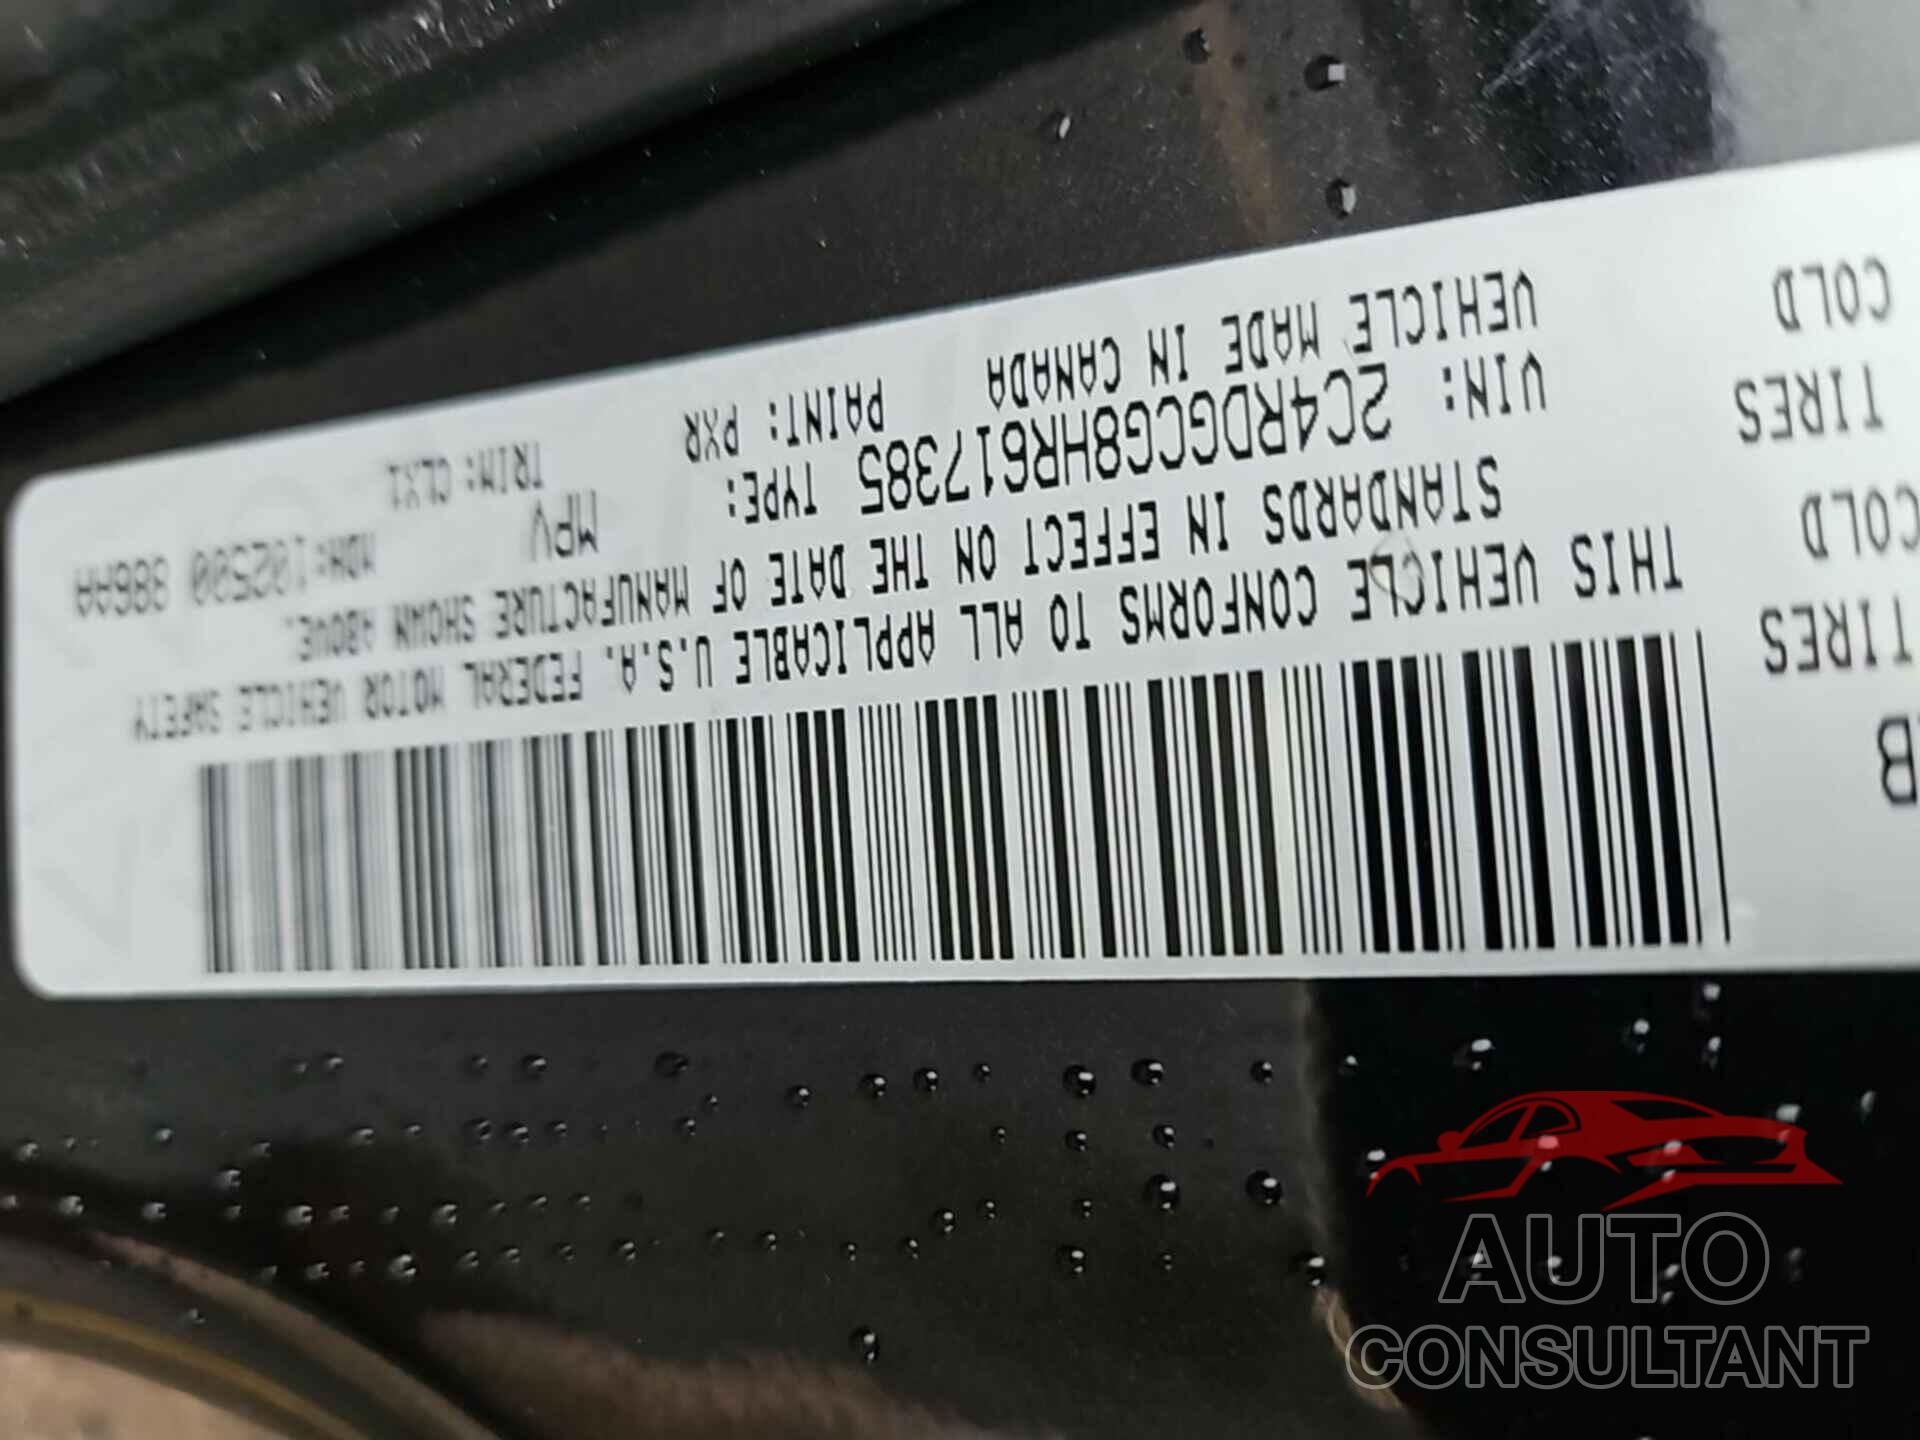 B
TIRES
COLD
TIRES
COLD
THIS VEHICLE CONFORMS TO ALL APPLICABLE U.S.A. FEDERAL MOTOR VEHICLE SAFETY
STANDARDS IN EFFECT ON THE DATE OF MANUFACTURE SHOWN ABOVE.
VIN: 2C4RDGCG8HR617385 TYPE: MPV MDH:
VEHICLE MADE IN CANADA PAINT: PXR TRIM: CLX1
AUTO
CONSULTANT